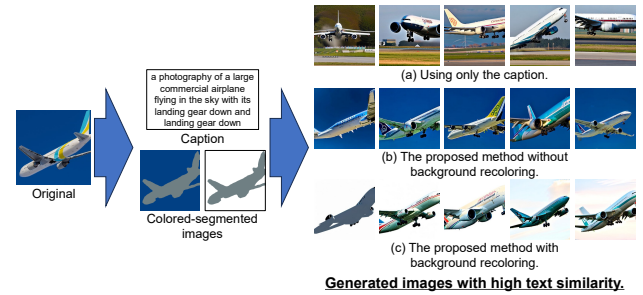 Original
a photography of a large
commercial airplane
flying in the sky with its
landing gear down and
landing gear down
Caption
Colored-segmented
images
(a) Using only the caption.
(b) The proposed method without
background recoloring.
(c) The proposed method with
background recoloring.
Generated images with high text similarity.